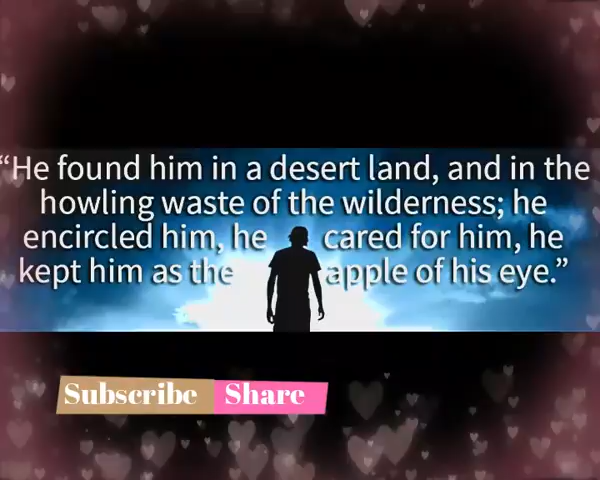 “He found him in a desert land, and in the
howling waste of the wilderness; he
encircled him, he cared for him, he
kept him as the apple of his eye.”
Subscribe Share